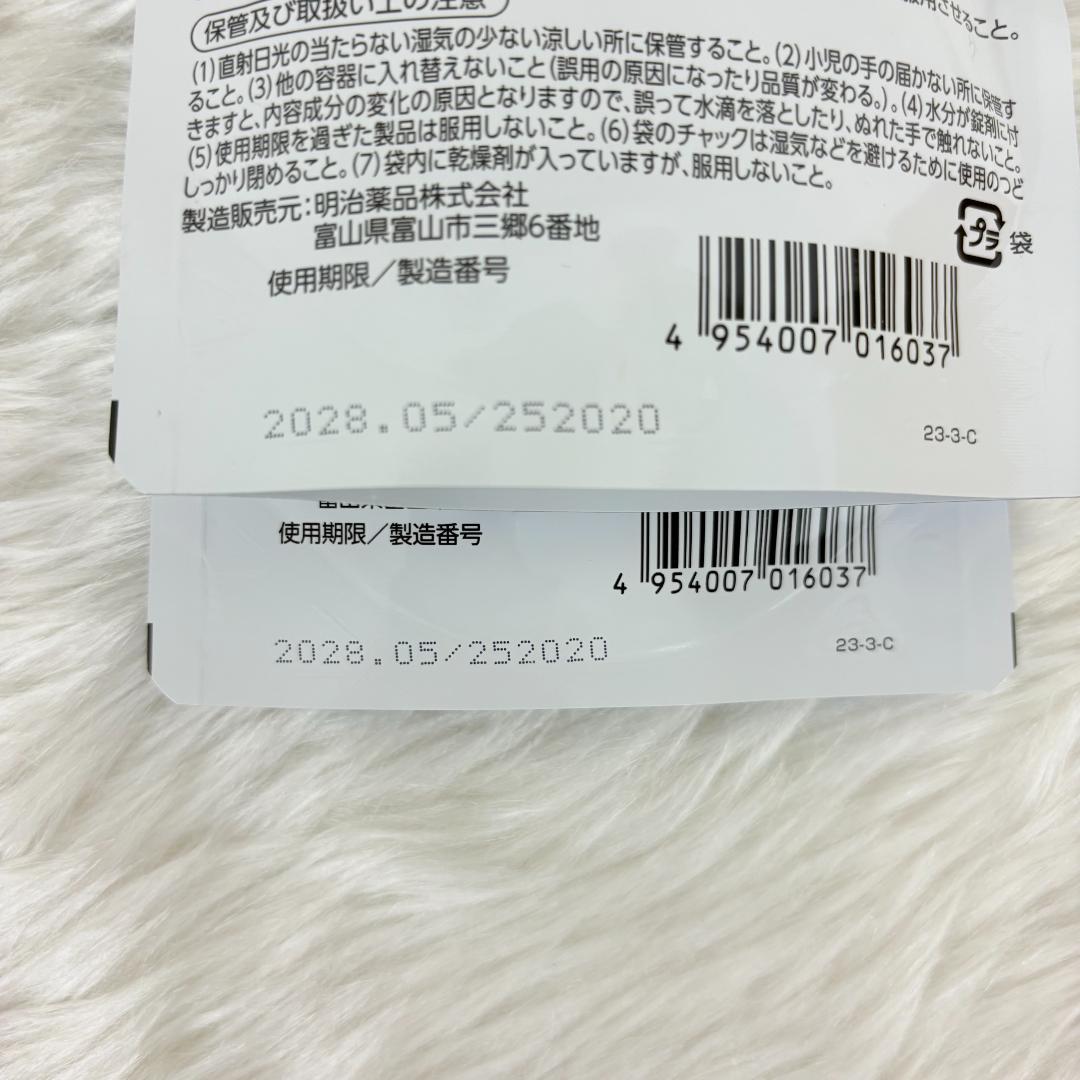 服用させること。
保管及び取扱い上の注意
(1)直射日光の当たらない湿気の少ない涼しい所に保管すること。(2)小児の手の届かない所に保管す
ること。(3)他の容器に入れ替えないこと(誤用の原因になったり品質が変わる。)。(4)水分が錠剤に付
きますと、内容成分の変化の原因となりますので、誤って水滴を落としたり、ぬれた手で触れないこと。
(5)使用期限を過ぎた製品は服用しないこと。(6)袋のチャックは湿気などを避けるために使用のつど
しっかり閉めること。(7)袋内に乾燥剤が入っていますが、服用しないこと。
製造販売元:明治薬品株式会社
富山県富山市三郷6番地
プラ 袋
使用期限/製造番号
4 954007 016037
2028.05/252020
23-3-C
使用期限/製造番号
4 954007 016037
2028.05/252020
23-3-C